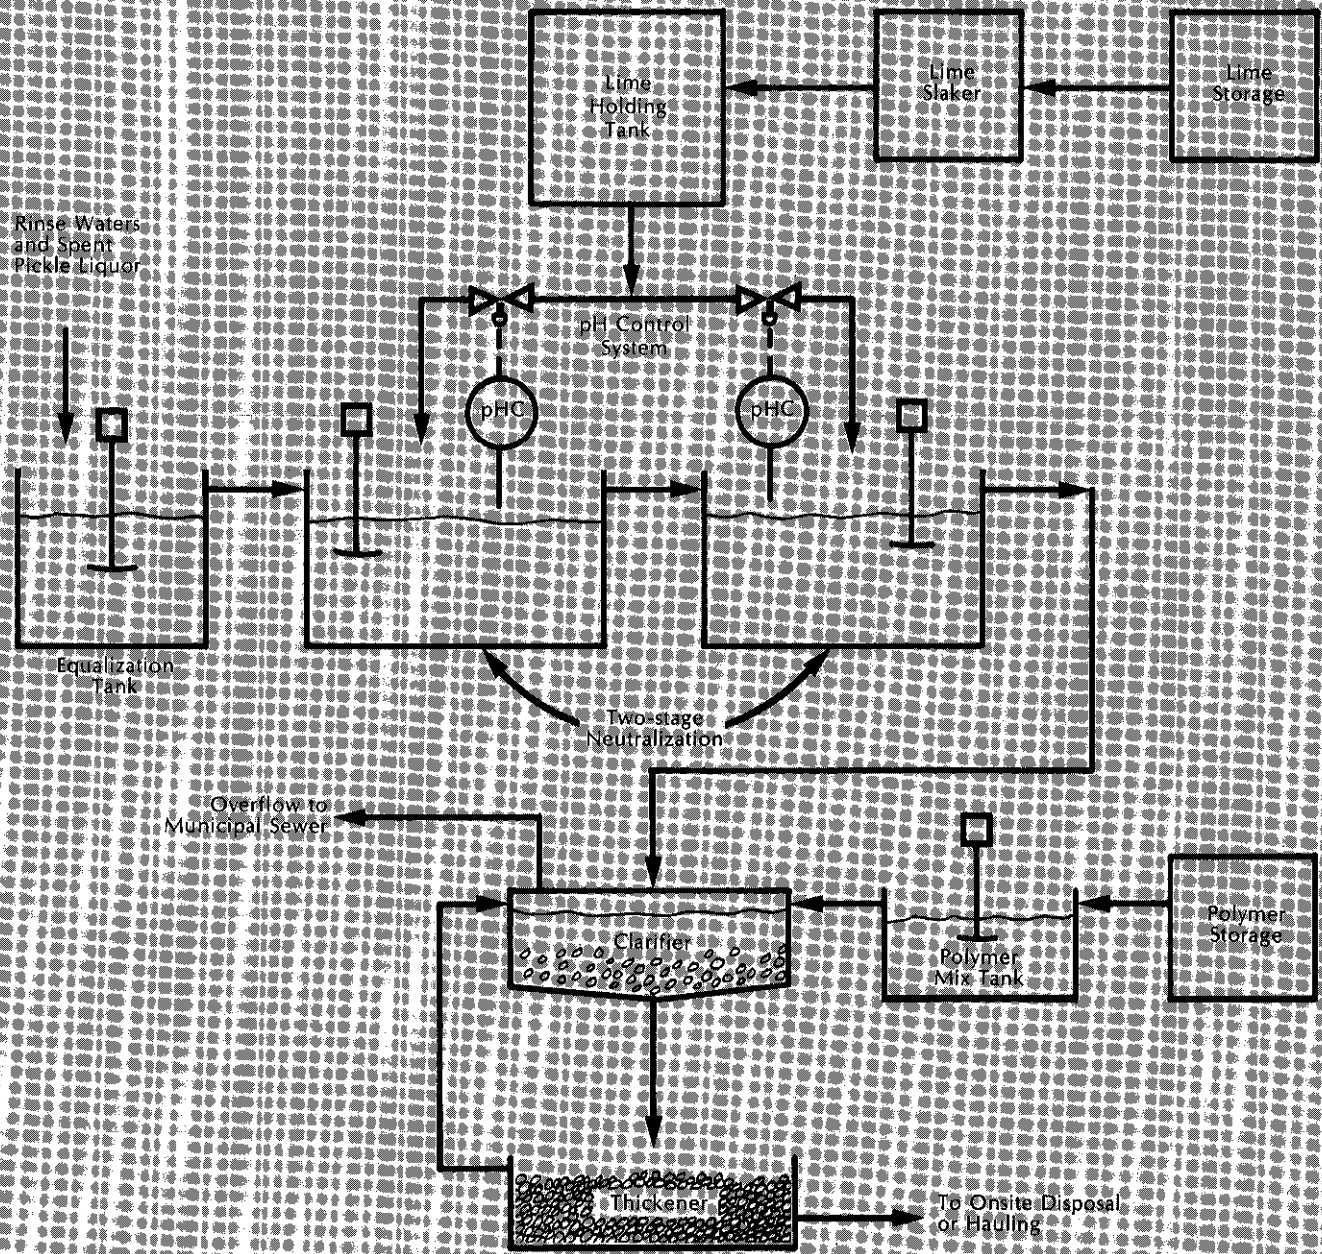 Lime
Holding
Tank
Lime
Slaker
Lime
Storage
Rinse Waters
and Spent
Pickle Liquor
pH Control
System
pHC
pHC
Equalization
Tank
Two-stage
Neutralization
Overflow to
Municipal Sewer
Clarifier
Polymer
Mix Tank
Polymer
Storage
Thickener
To Onsite Disposal
or Hauling